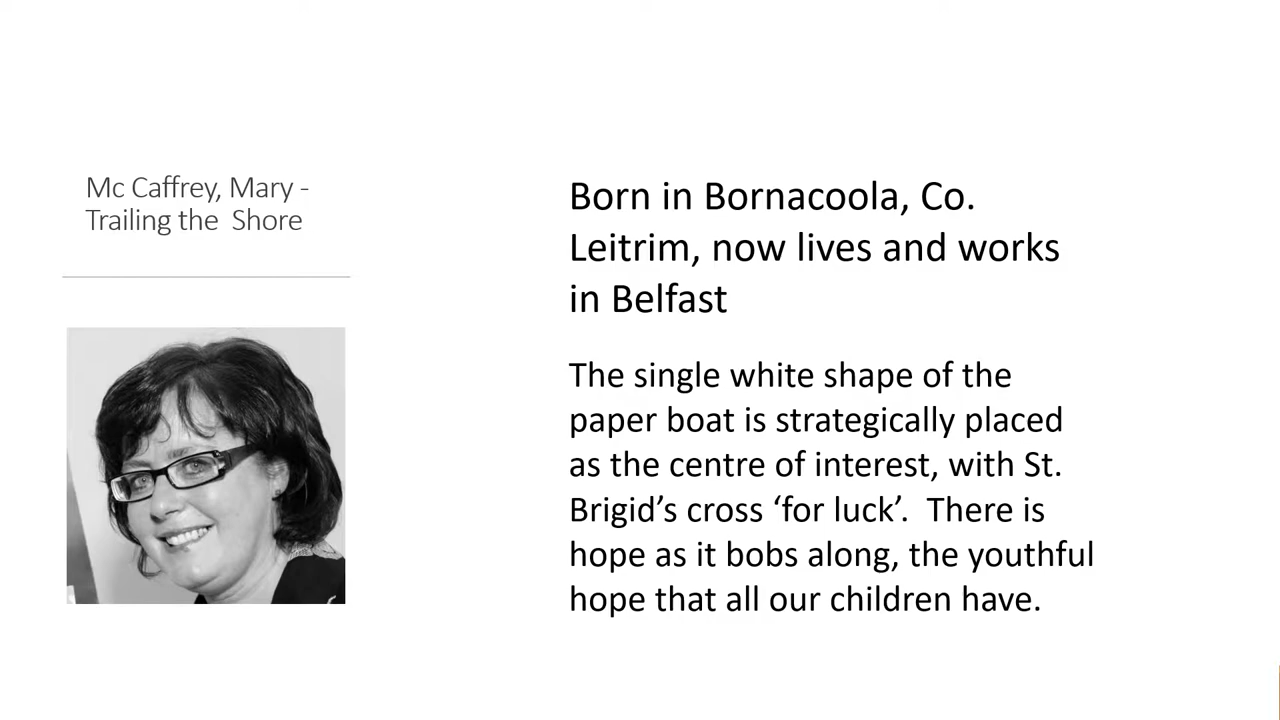 Mc Caffrey, Mary -
Trailing the  Shore
Born in Bornacoola, Co.
Leitrim, now lives and works
in Belfast
The single white shape of the
paper boat is strategically placed
as the centre of interest, with St.
Brigid’s cross ‘for luck’.  There is
hope as it bobs along, the youthful
hope that all our children have.